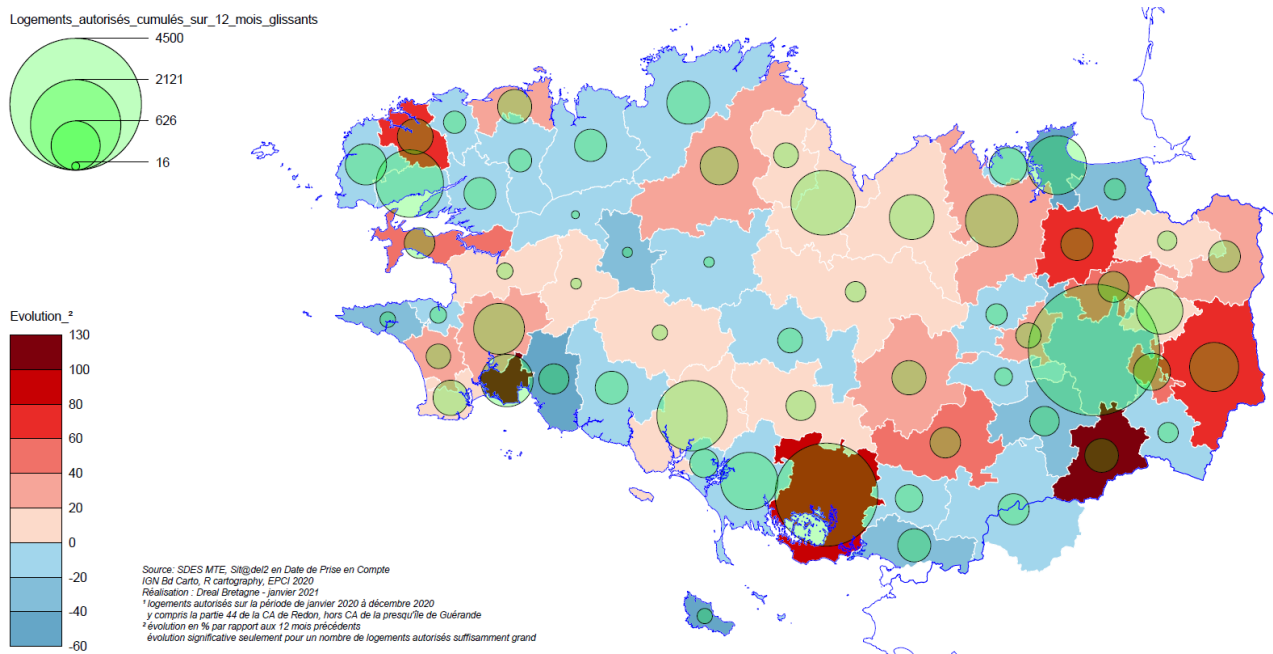 Logements_autorisés_cumulés_sur_12_mois_glissants
4500
2121
626
16
Evolution_²
130
100
80
60
40
20
0
-20
-40
-60
Source: SDES MTE, Sit@del2 en Date de Prise en Compte
IGN Bd Carto, R cartography, EPCI 2020
Réalisation : Dreal Bretagne - janvier 2021
¹ logements autorisés sur la période de janvier 2020 à décembre 2020
y compris la partie 44 de la CA de Redon, hors CA de la presqu'île de Guérande
² évolution en % par rapport aux 12 mois précédents
évolution significative seulement pour un nombre de logements autorisés suffisamment grand